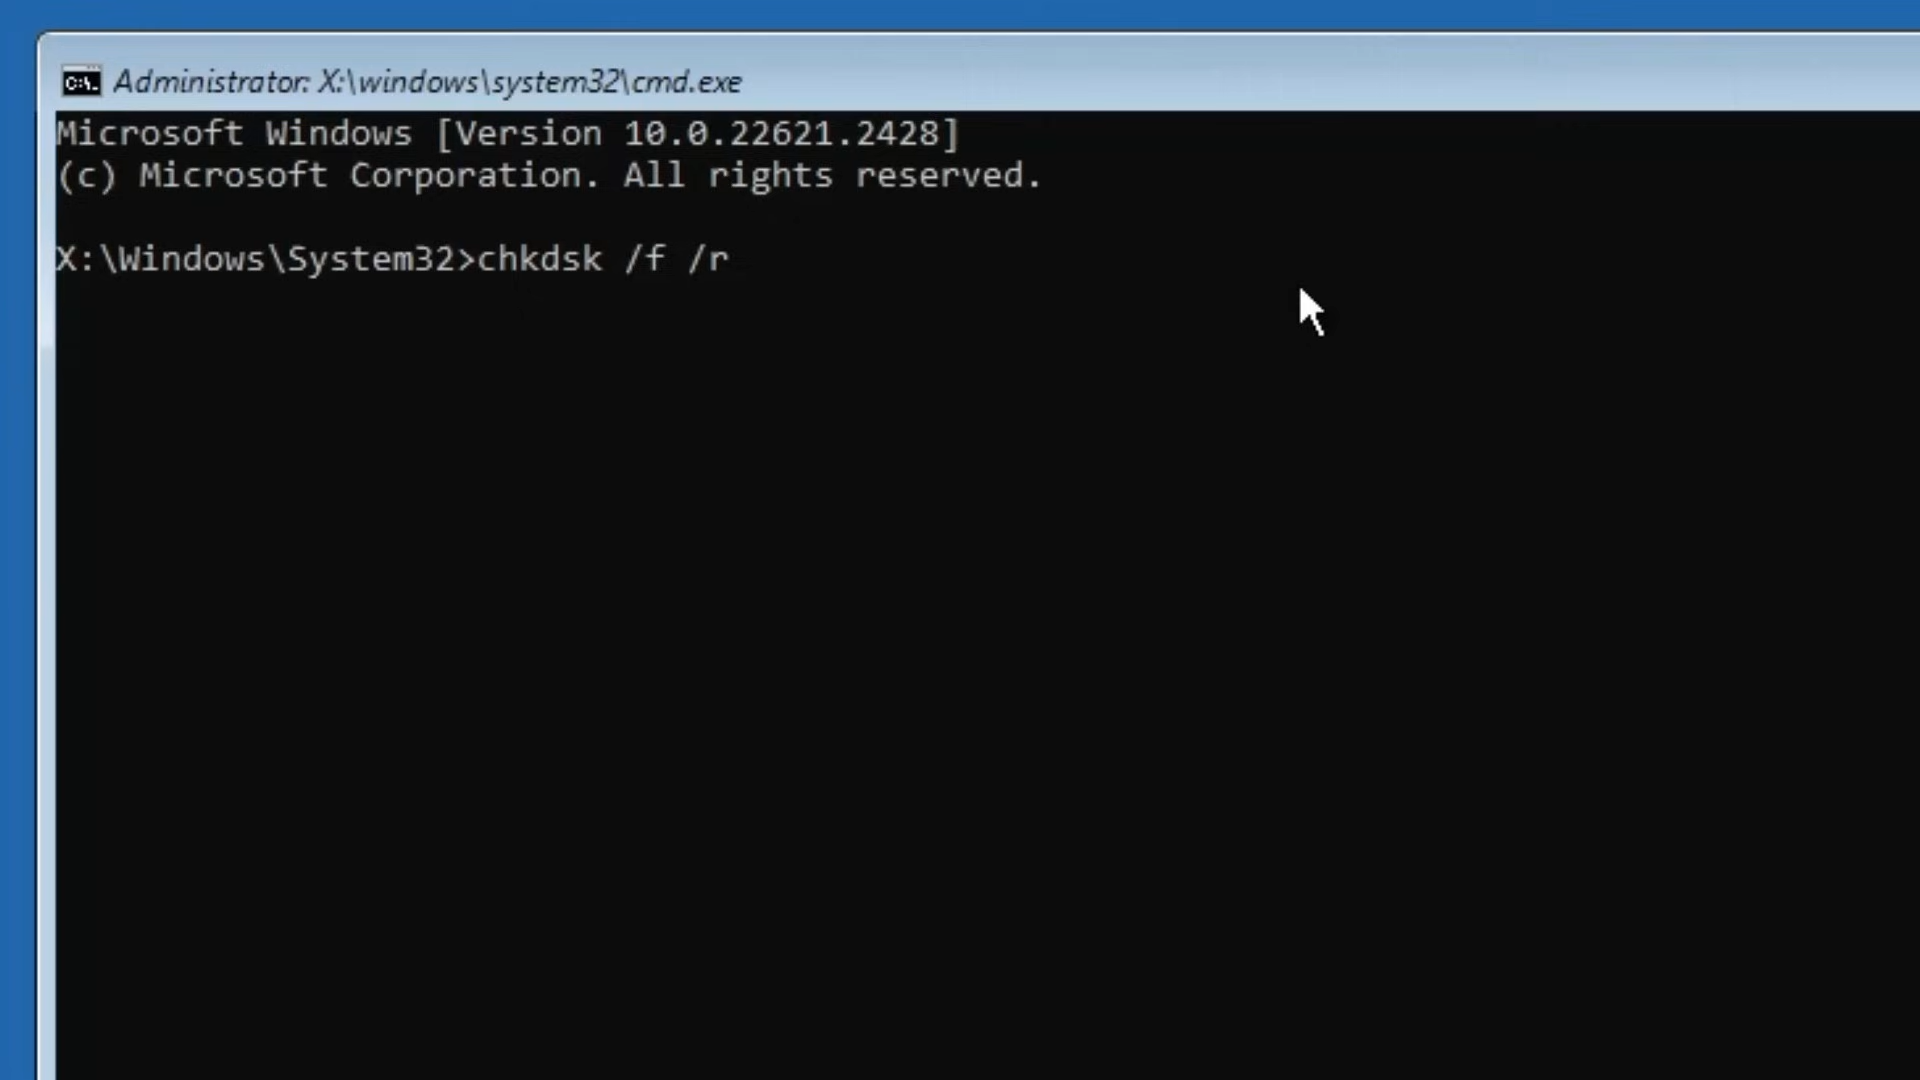 Administrator: X:\windows\system32\cmd.exe
Microsoft Windows [Version 10.0.22621.2428]
(c) Microsoft Corporation. All rights reserved.
X:\Windows\System32>chkdsk /f /r